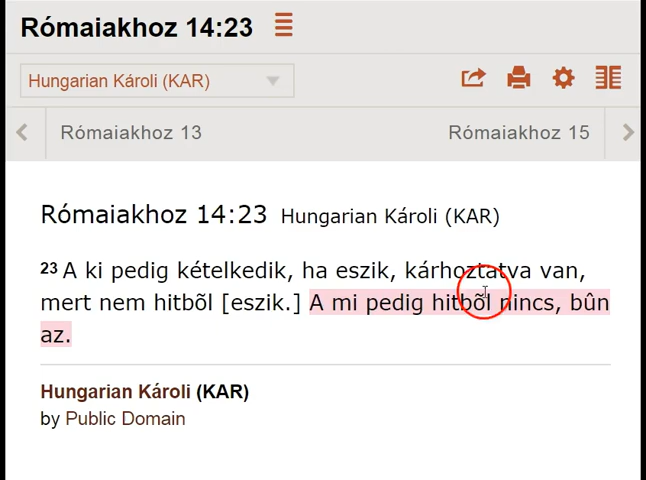 Rómaiakhoz 14:23
Hungarian Károli (KAR)
Rómaiakhoz 13
Rómaiakhoz 15
Rómaiakhoz 14:23 Hungarian Károli (KAR)
23 A ki pedig kételkedik, ha eszik, kárhoztatva van,
mert nem hitbõl [eszik.] A mi pedig hitbõl nincs, bûn
az.
Hungarian Károli (KAR)
by Public Domain